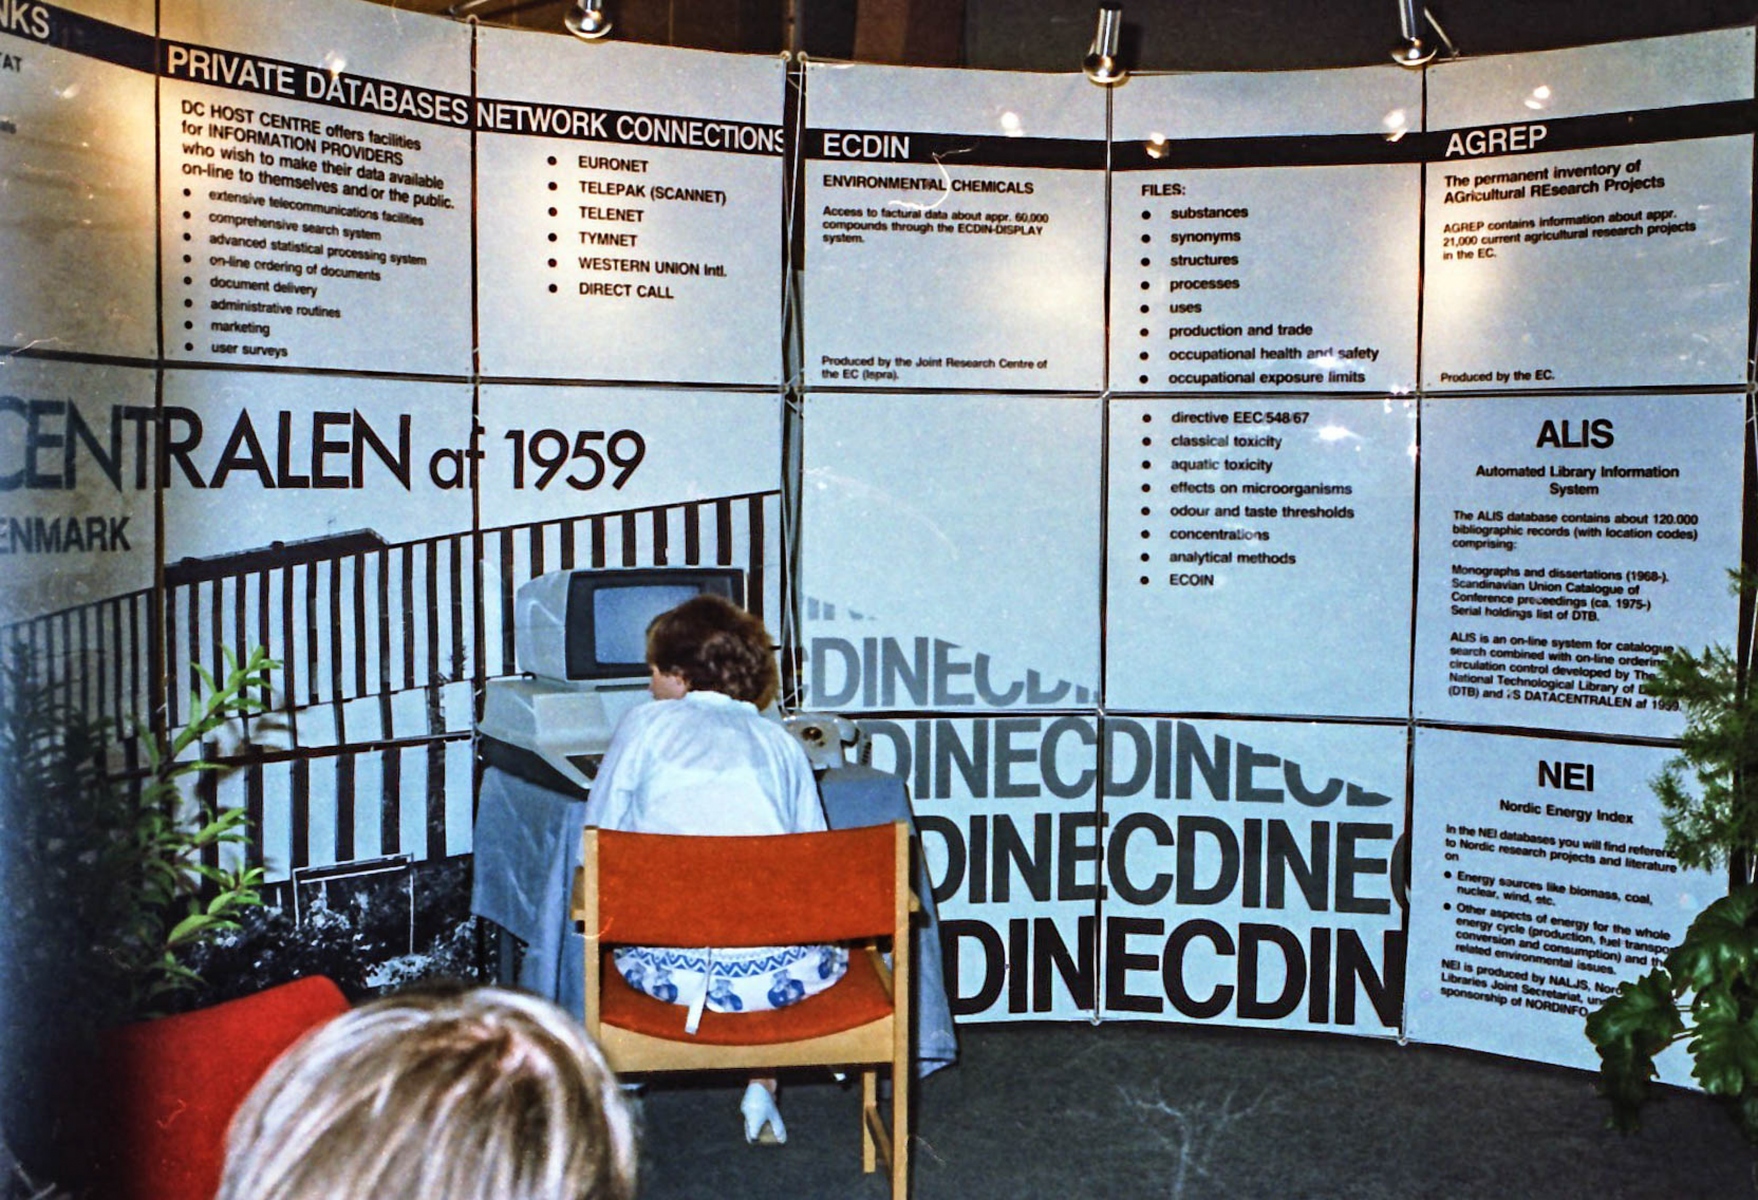 NKS
PRIVATE DATABASES
DC HOST CENTRE offers facilities
for INFORMATION PROVIDERS
who wish to make their data available
on-line to themselves and/or the public.
• extensive telecommunications facilities
• comprehensive search system
• advanced statistical processing system
• on-line ordering of documents
• document delivery
• administrative routines
• marketing
• user surveys
NETWORK CONNECTIONS
• EURONET
• TELEPAK (SCANNET)
• TELENET
• TYMNET
• WESTERN UNION Intl.
• DIRECT CALL
CENTRALEN af 1959
ENMARK
ECDIN
ENVIRONMENTAL CHEMICALS
Access to factual data about appr. 60,000
compounds through the ECDIN-DISPLAY
system.
Produced by the Joint Research Centre of
the EC (Ispra).
FILES:
• substances
• synonyms
• structures
• processes
• uses
• production and trade
• occupational health and safety
• occupational exposure limits
• directive EEC/548/67
• classical toxicity
• aquatic toxicity
• effects on microorganisms
• odour and taste thresholds
• concentrations
• analytical methods
• ECOIN
CDINECDIN
DINECDINECD
DINECDINEC
DINECDIN
AGREP
The permanent inventory of
AGricultural REsearch Projects
AGREP contains information about appr.
21,000 current agricultural research projects
in the EC.
Produced by the EC.
ALIS
Automated Library Information
System
The ALIS database contains about 120.000
bibliographic records (with location codes)
comprising:
Monographs and dissertations (1968-).
Scandinavian Union Catalogue of
Conference proceedings (ca. 1975-)
Serial holdings list of DTB.
ALIS is an on-line system for catalogue
search combined with on-line ordering
circulation control developed by The
National Technological Library of D
(DTB) and I/S DATACENTRALEN af 1959.
NEI
Nordic Energy Index
In the NEI databases you will find referenc
to Nordic research projects and literature
on
• Energy sources like biomass, coal,
nuclear, wind, etc.
• Other aspects of energy for the whole
energy cycle (production, fuel transpo
conversion and consumption) and the
related environmental issues.
NEI is produced by NALJS, Nord
Libraries Joint Secretariat, un
sponsorship of NORDINFO